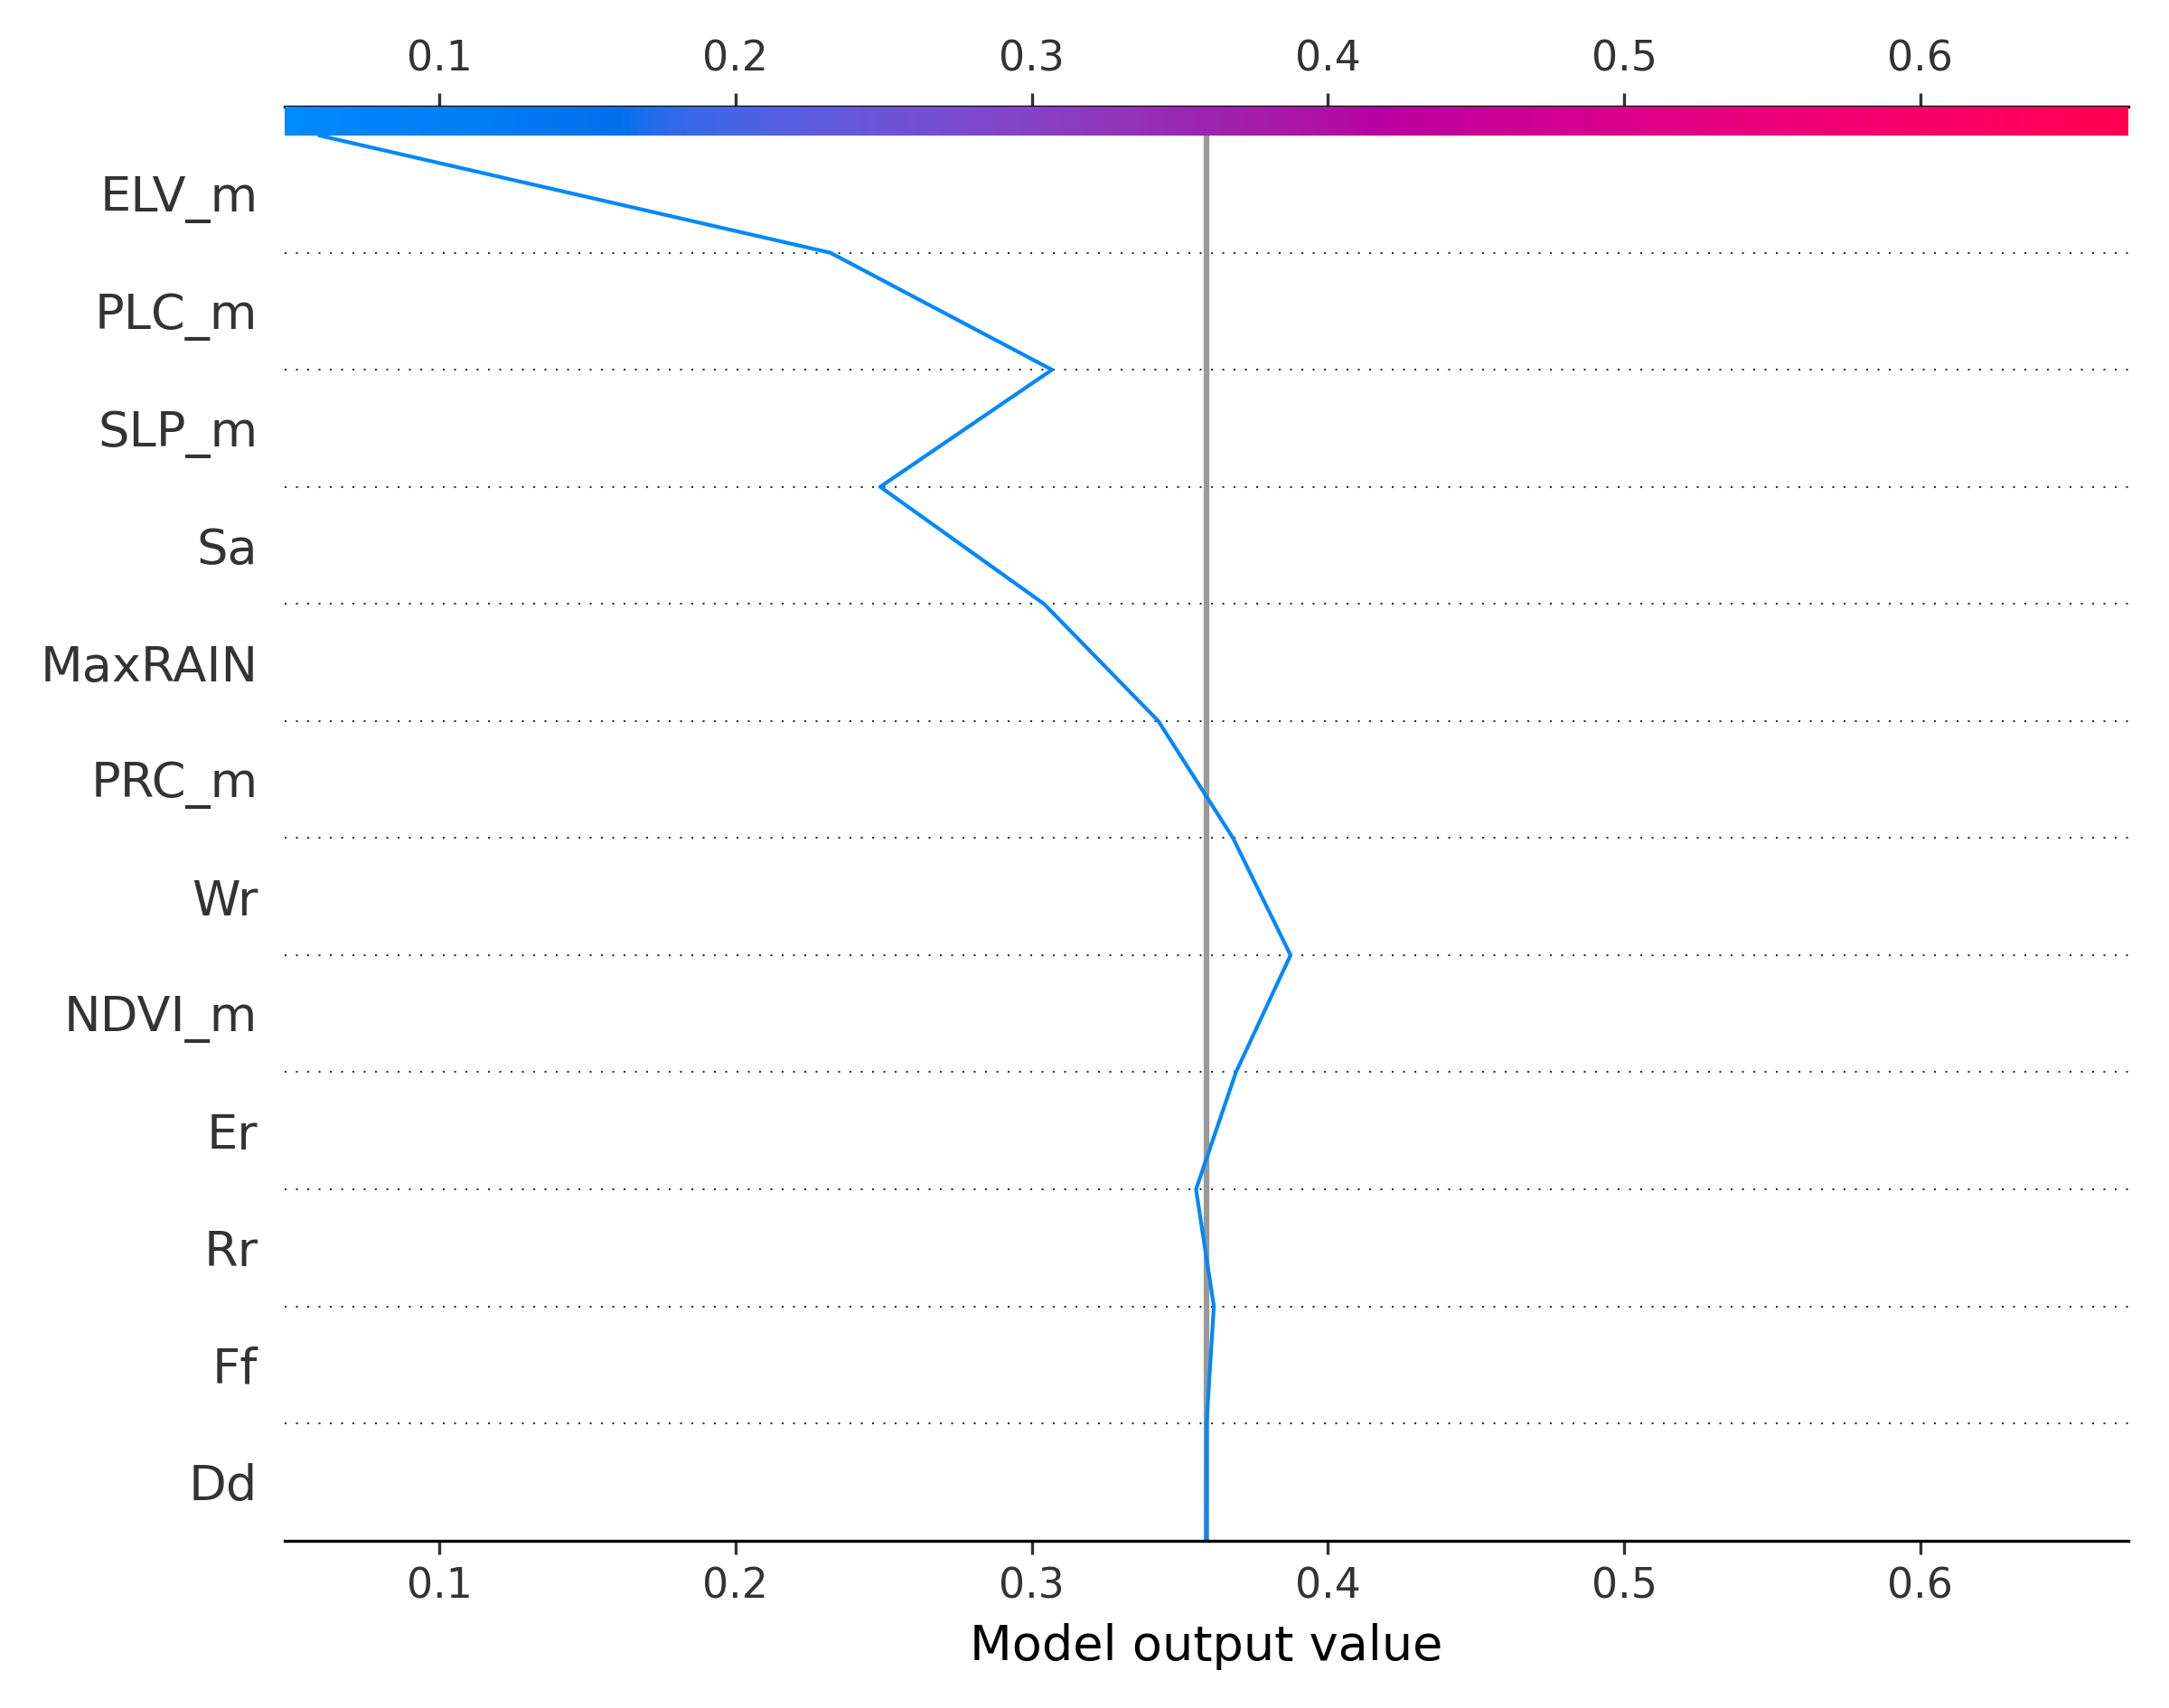 0.1 0.2 0.3 0.4 0.5 0.6
ELV_m
PLC_m
SLP_m
Sa
MaxRAIN
PRC_m
Wr
NDVI_m
Er
Rr
Ff
Dd
0.1 0.2 0.3 0.4 0.5 0.6
Model output value